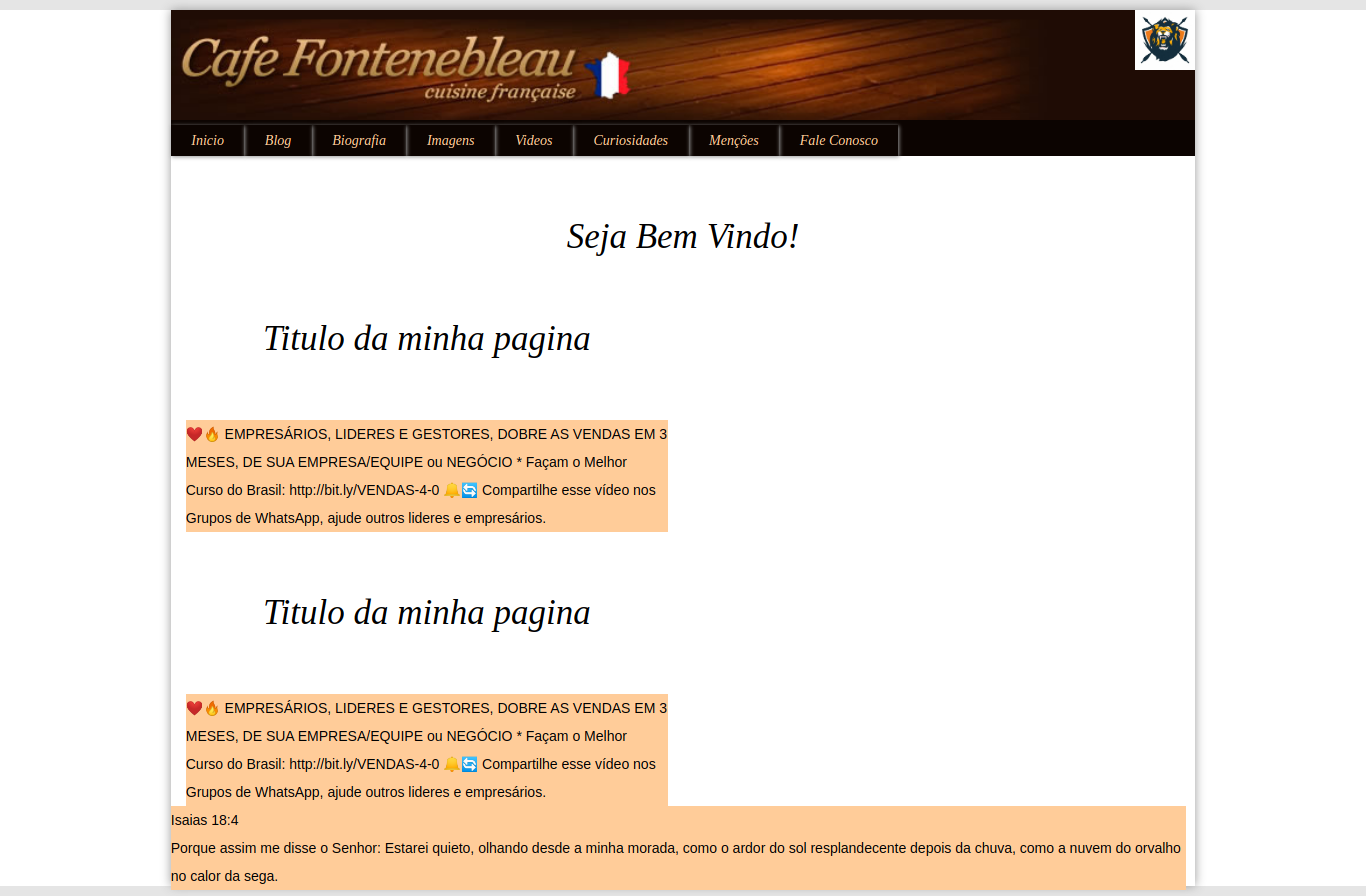 Cafe Fontenebleau
cuisine française
Inicio Blog Biografia Imagens Videos Curiosidades Menções Fale Conosco
Seja Bem Vindo!
Titulo da minha pagina
❤️🔥 EMPRESÁRIOS, LIDERES E GESTORES, DOBRE AS VENDAS EM 3
MESES, DE SUA EMPRESA/EQUIPE ou NEGÓCIO * Façam o Melhor
Curso do Brasil: http://bit.ly/VENDAS-4-0 🔔🔄 Compartilhe esse vídeo nos
Grupos de WhatsApp, ajude outros lideres e empresários.
Titulo da minha pagina
❤️🔥 EMPRESÁRIOS, LIDERES E GESTORES, DOBRE AS VENDAS EM 3
MESES, DE SUA EMPRESA/EQUIPE ou NEGÓCIO * Façam o Melhor
Curso do Brasil: http://bit.ly/VENDAS-4-0 🔔🔄 Compartilhe esse vídeo nos
Grupos de WhatsApp, ajude outros lideres e empresários.
Isaias 18:4
Porque assim me disse o Senhor: Estarei quieto, olhando desde a minha morada, como o ardor do sol resplandecente depois da chuva, como a nuvem do orvalho
no calor da sega.